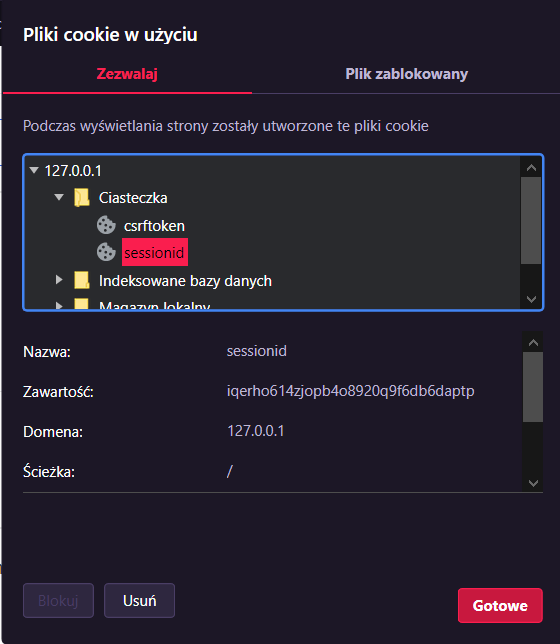 Pliki cookie w użyciu
Zezwalaj Plik zablokowany
Podczas wyświetlania strony zostały utworzone te pliki cookie
127.0.0.1
Ciasteczka
csrftoken
sessionid
Indeksowane bazy danych
Magazyn lokalny
Nazwa: sessionid
Zawartość: iqerho614zjopb4o8920q9f6db6daptp
Domena: 127.0.0.1
Ścieżka: /
Blokuj Usuń Gotowe